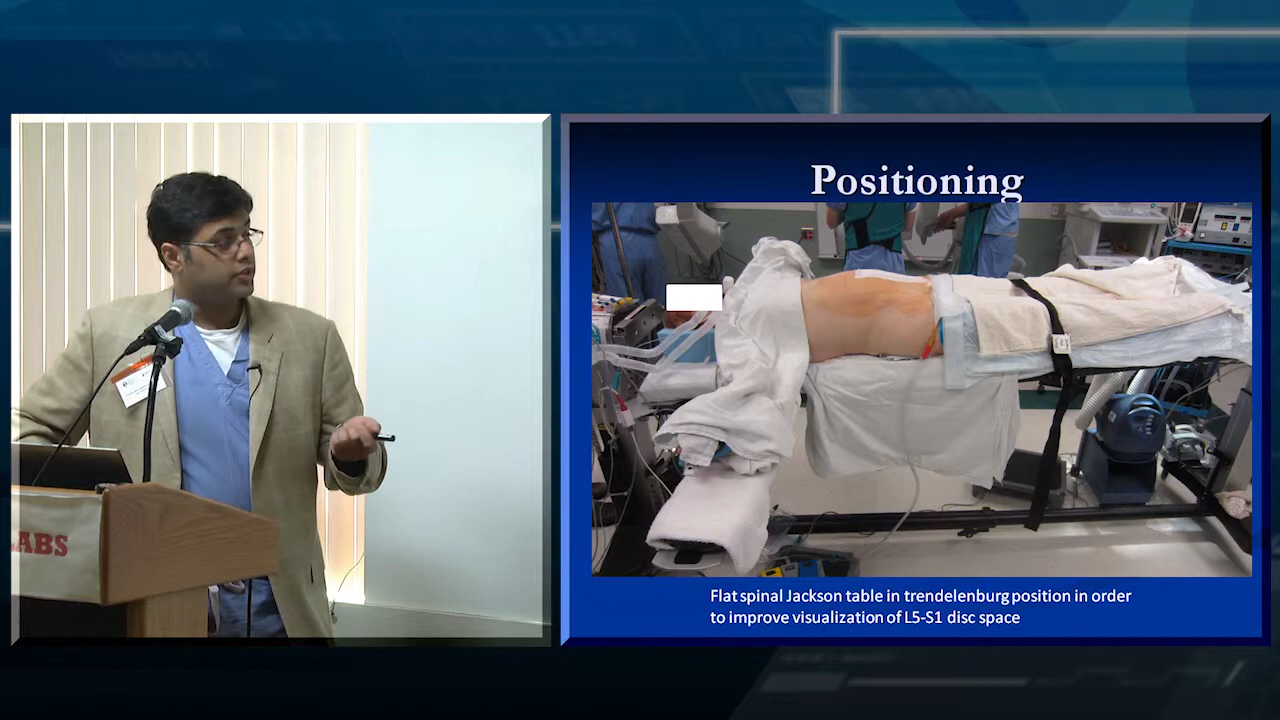 Positioning
Flat spinal Jackson table in trendelenburg position in order
to improve visualization of L5-S1 disc space
ABS